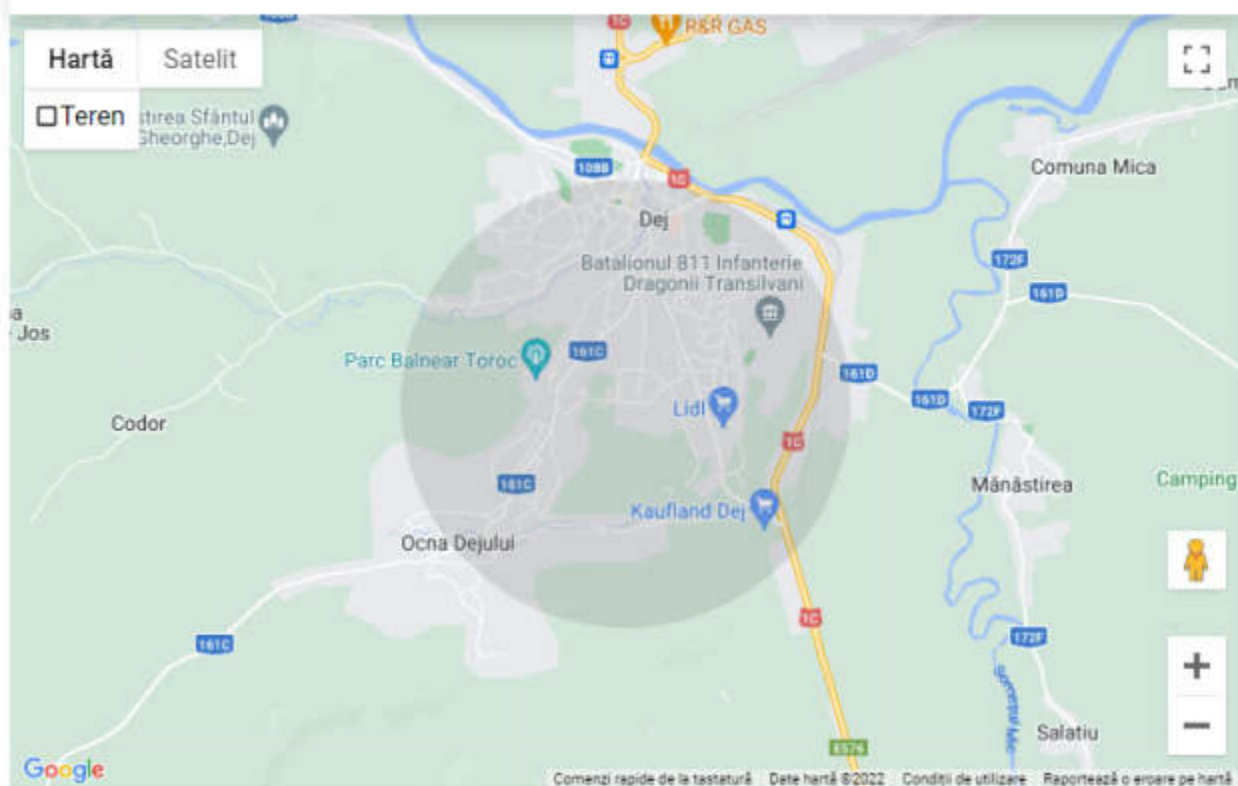 R&R GAS
1C
Hartă
Satelit
Teren
Sfântul
Gheorghe,Dej
108B
1C
Comuna Mica
Dej
Batalionul 811 Infanterie
Dragonii Transilvani
172F
161D
Jos
Parc Balnear Toroc
161C
161D
161D
Lidl
172F
Codor
1C
161C
Mănăstirea
Camping
Kaufland Dej
Ocna Dejului
1C
161C
172F
Someșul Mic
Salatiu
E576
Google
Comenzi rapide de la tastatură
Date hartă ©2022
Condiții de utilizare
Raportează o eroare pe hartă